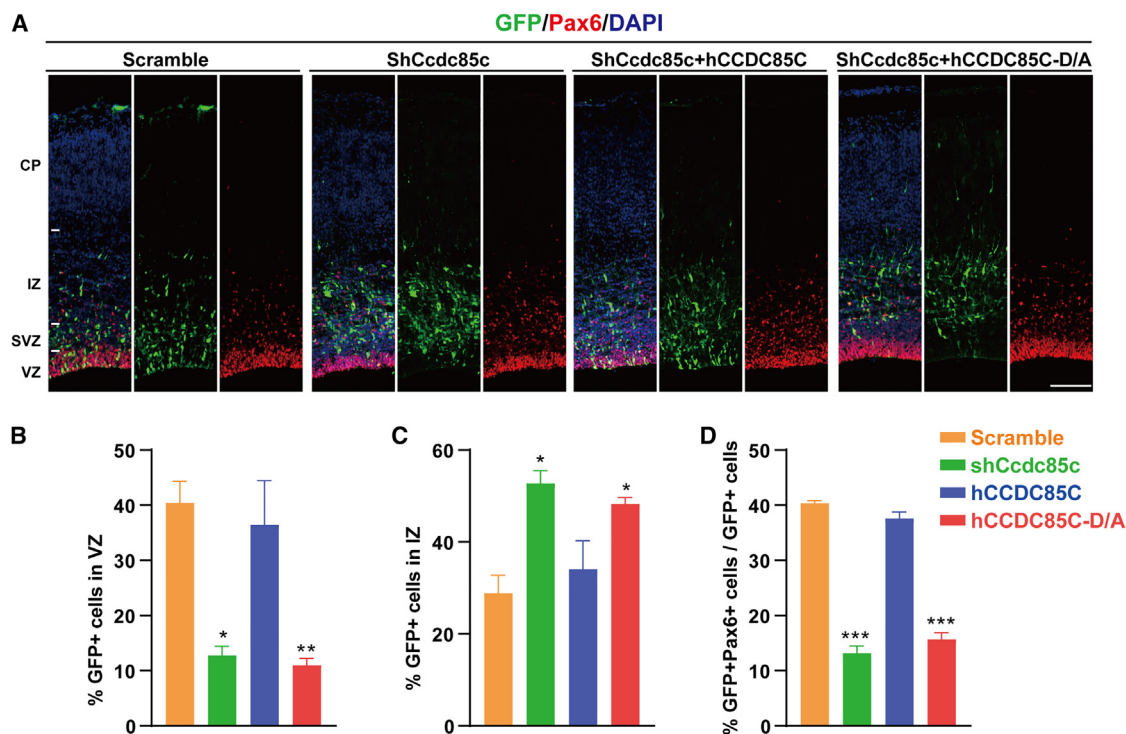 A
GFP/Pax6/DAPI
Scramble
ShCcdc85c
ShCcdc85c+hCCDC85C
ShCcdc85c+hCCDC85C-D/A
CP
IZ
SVZ
VZ
B
% GFP+ cells in VZ
50
40
30
20
10
0
*
**
C
% GFP+ cells in IZ
60
40
20
0
*
*
D
% GFP+Pax6+ cells / GFP+ cells
50
40
30
20
10
0
***
***
Scramble
shCcdc85c
hCCDC85C
hCCDC85C-D/A